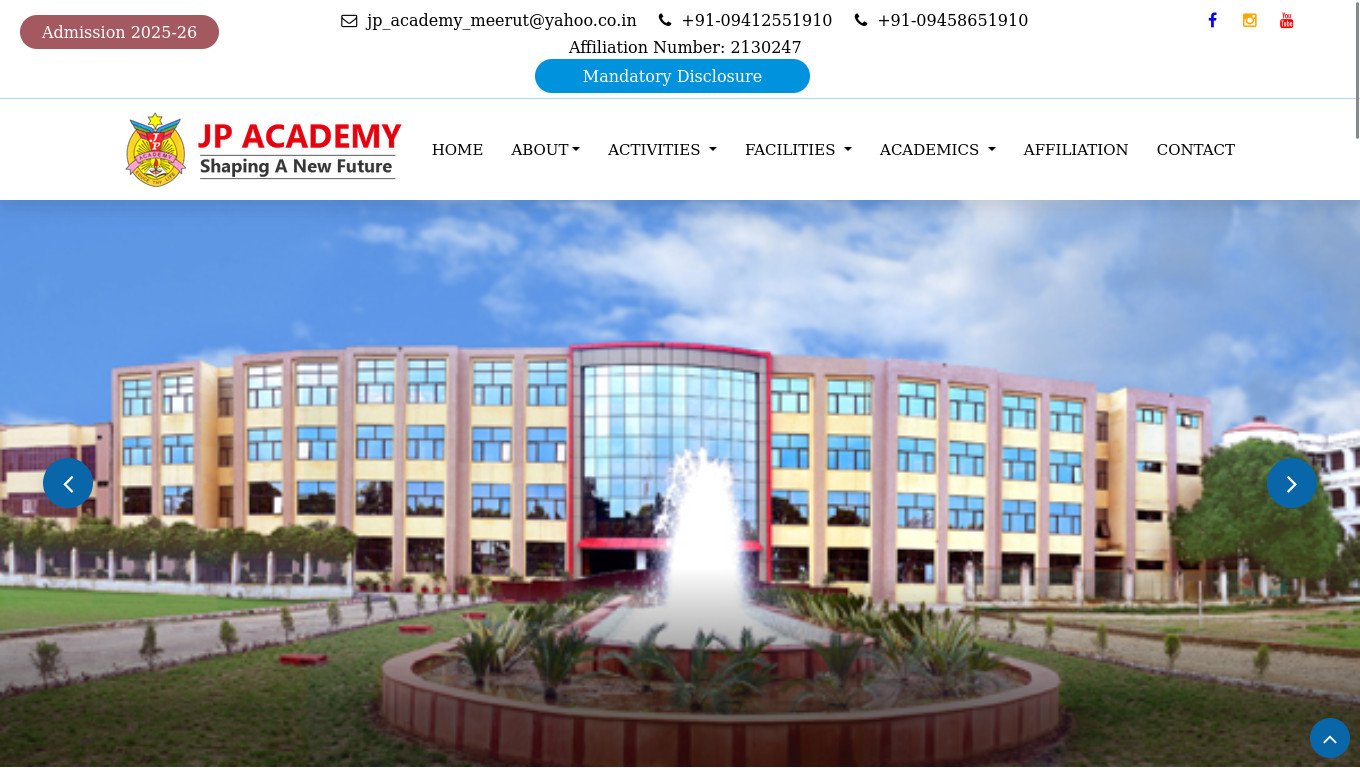 Admission 2025-26
jp_academy_meerut@yahoo.co.in +91-09412551910 +91-09458651910
Affiliation Number: 2130247
Mandatory Disclosure
JP ACADEMY
Shaping A New Future
HOME ABOUT ACTIVITIES FACILITIES ACADEMICS AFFILIATION CONTACT